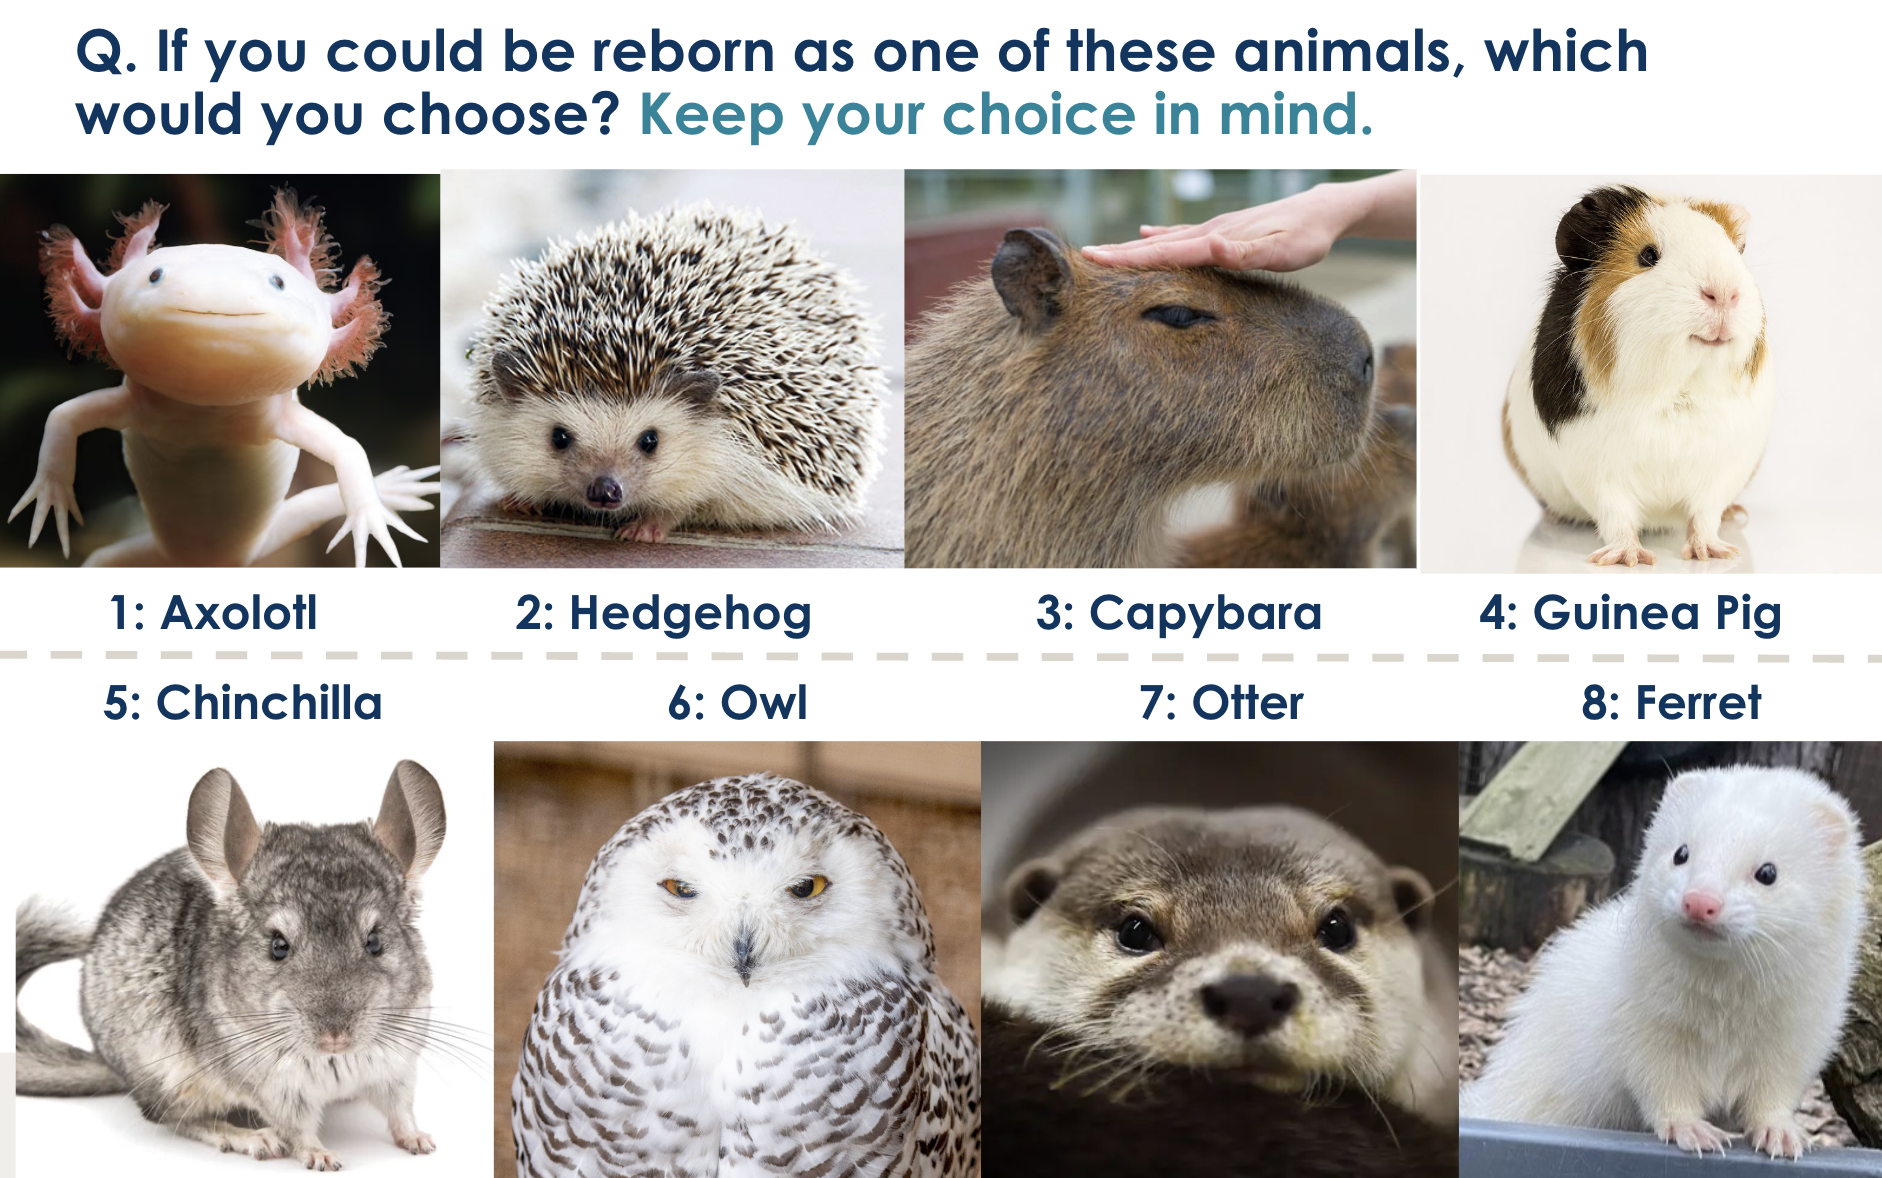 Q. If you could be reborn as one of these animals, which
would you choose? Keep your choice in mind.
1: Axolotl
2: Hedgehog
3: Capybara
4: Guinea Pig
5: Chinchilla
6: Owl
7: Otter
8: Ferret